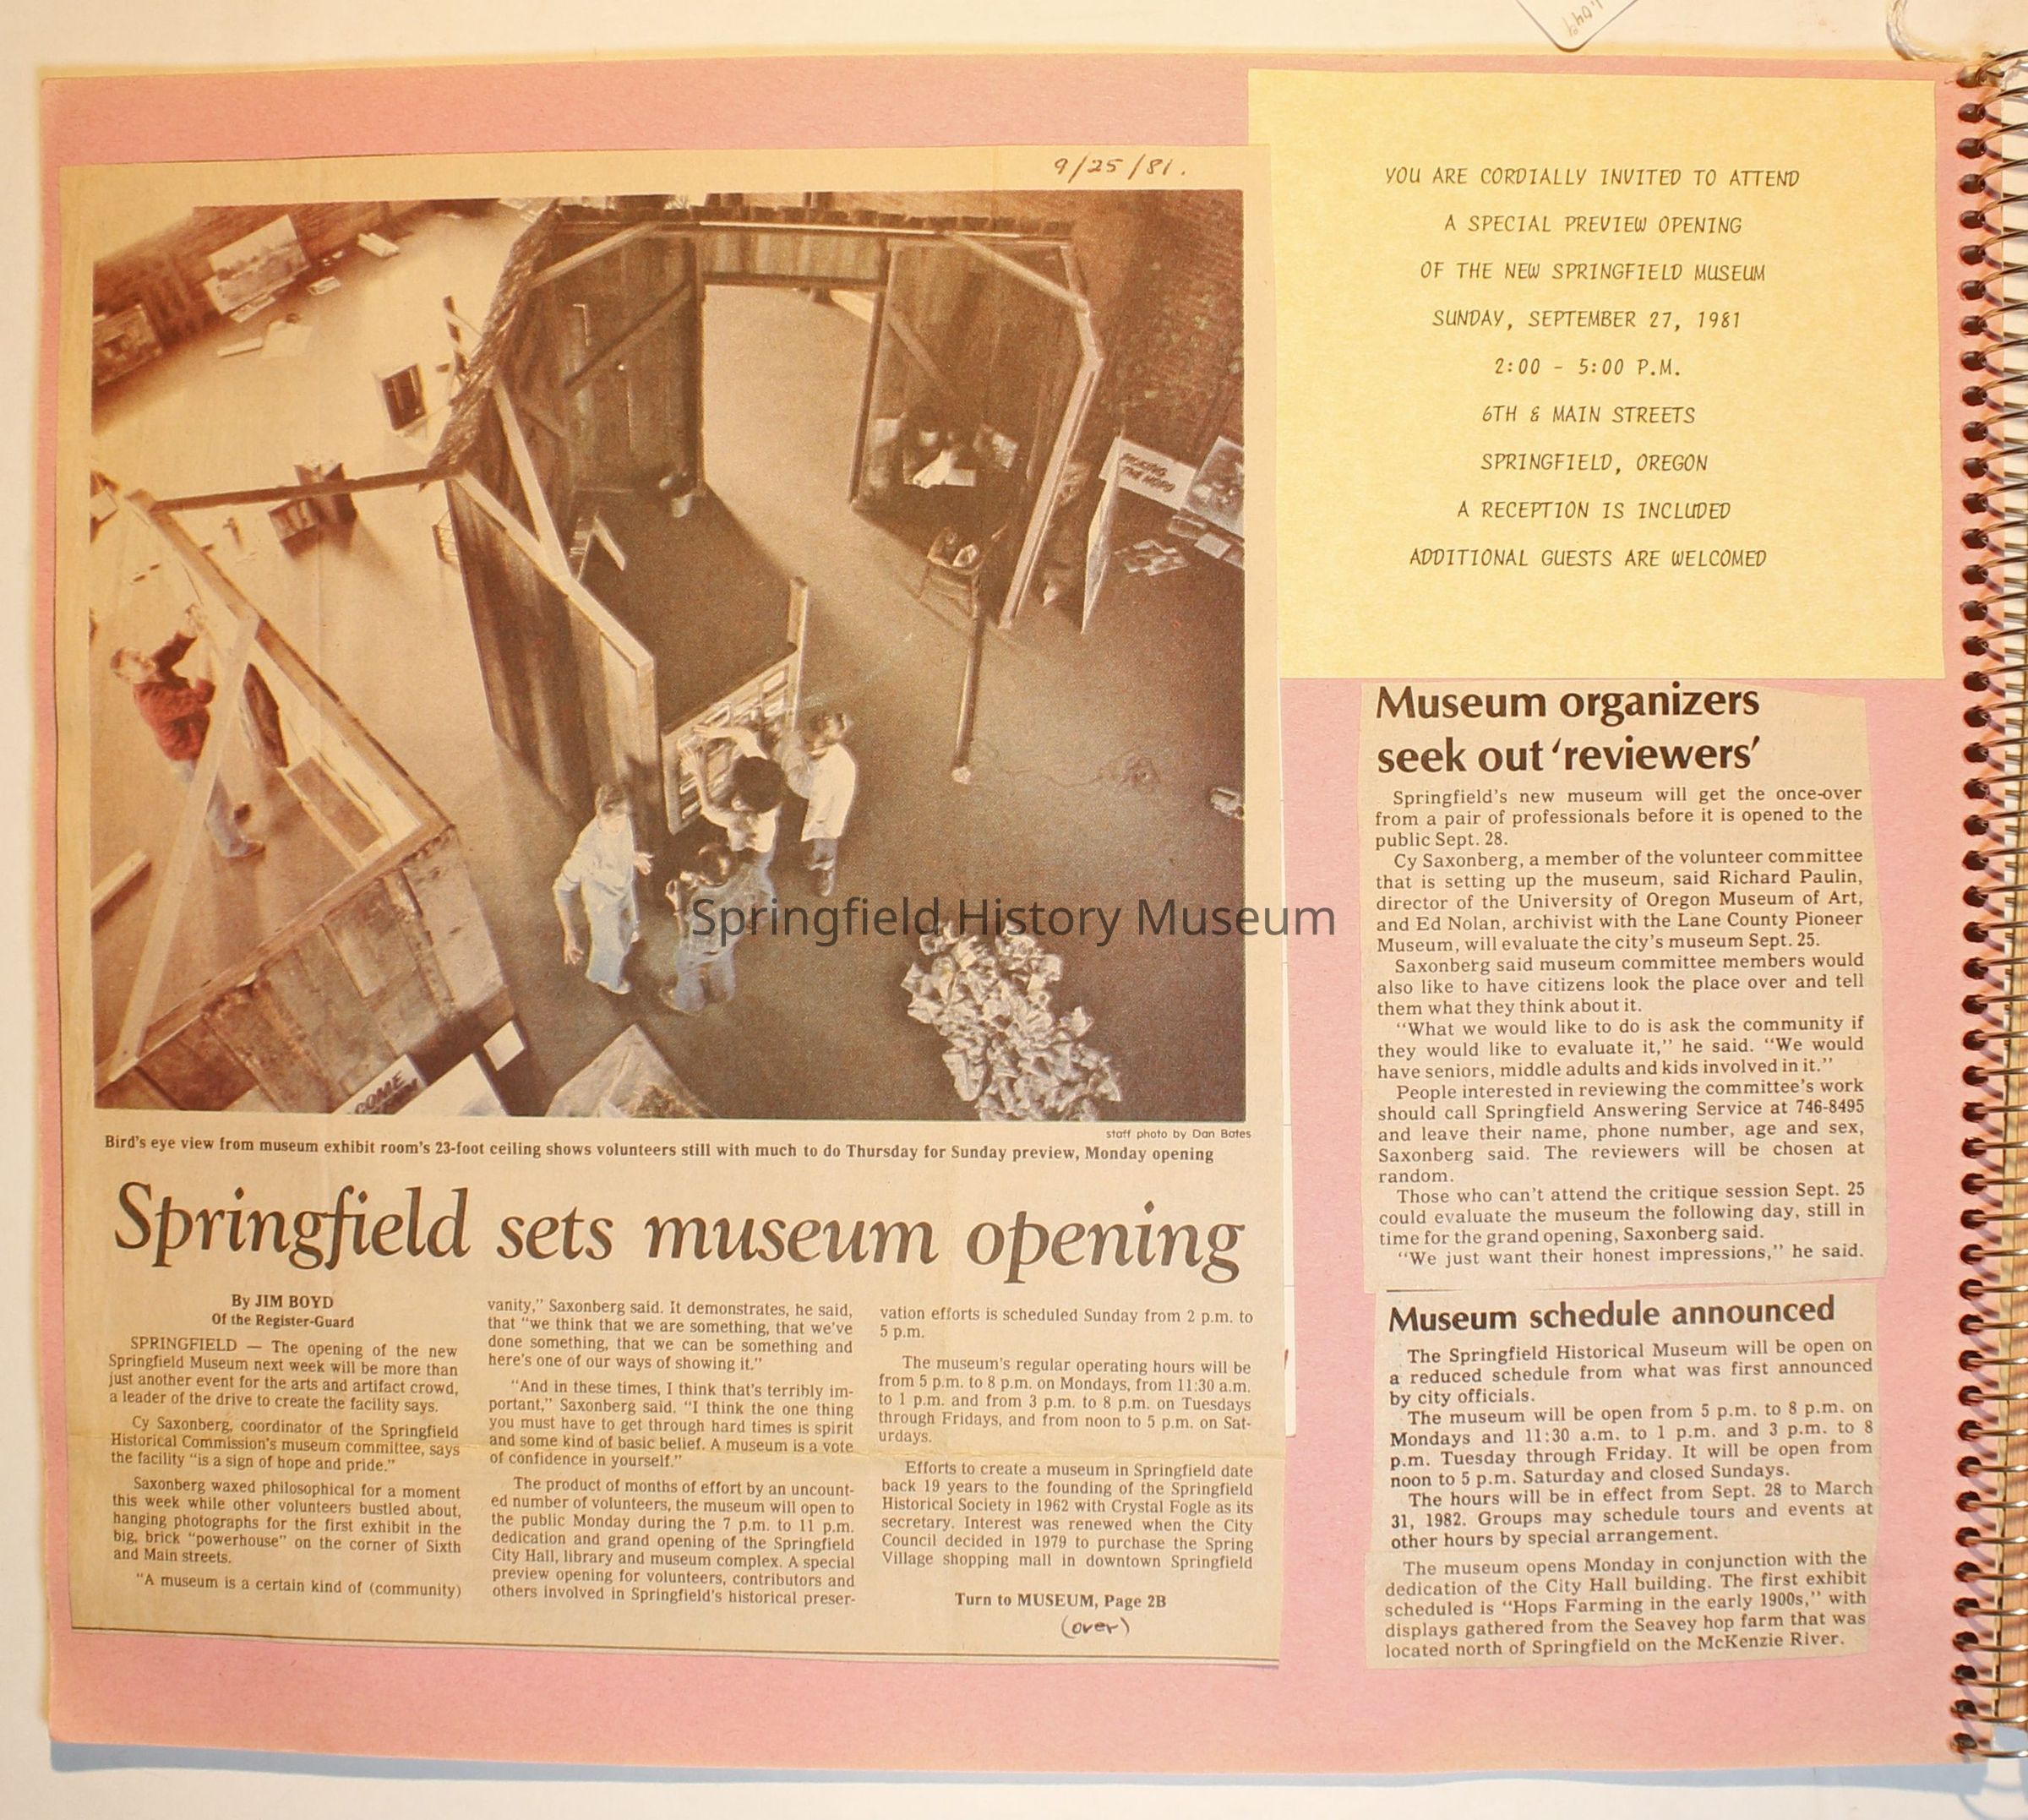 9/25/81.
PICKING
THE HOPS
staff photo by Dan Bates
Bird's eye view from museum exhibit room's 23-foot ceiling shows volunteers still with much to do Thursday for Sunday preview, Monday opening
Springfield sets museum opening
By JIM BOYD
Of the Register-Guard
SPRINGFIELD — The opening of the new
Springfield Museum next week will be more than
just another event for the arts and artifact crowd,
a leader of the drive to create the facility says.
Cy Saxonberg, coordinator of the Springfield
Historical Commission's museum committee, says
the facility "is a sign of hope and pride."
Saxonberg waxed philosophical for a moment
this week while other volunteers bustled about,
hanging photographs for the first exhibit in the
big, brick "powerhouse" on the corner of Sixth
and Main streets.
"A museum is a certain kind of (community)
vanity," Saxonberg said. It demonstrates, he said,
that "we think that we are something, that we've
done something, that we can be something and
here's one of our ways of showing it."
"And in these times, I think that's terribly im-
portant," Saxonberg said. "I think the one thing
you must have to get through hard times is spirit
and some kind of basic belief. A museum is a vote
of confidence in yourself."
The product of months of effort by an uncount-
ed number of volunteers, the museum will open to
the public Monday during the 7 p.m. to 11 p.m.
dedication and grand opening of the Springfield
City Hall, library and museum complex. A special
preview opening for volunteers, contributors and
others involved in Springfield's historical preser-
vation efforts is scheduled Sunday from 2 p.m. to
5 p.m.
The museum's regular operating hours will be
from 5 p.m. to 8 p.m. on Mondays, from 11:30 a.m.
to 1 p.m. and from 3 p.m. to 8 p.m. on Tuesdays
through Fridays, and from noon to 5 p.m. on Sat-
urdays.
Efforts to create a museum in Springfield date
back 19 years to the founding of the Springfield
Historical Society in 1962 with Crystal Fogle as its
secretary. Interest was renewed when the City
Council decided in 1979 to purchase the Spring
Village shopping mall in downtown Springfield
Turn to MUSEUM, Page 2B
(over)
YOU ARE CORDIALLY INVITED TO ATTEND
A SPECIAL PREVIEW OPENING
OF THE NEW SPRINGFIELD MUSEUM
SUNDAY, SEPTEMBER 27, 1981
2:00 - 5:00 P.M.
6TH & MAIN STREETS
SPRINGFIELD, OREGON
A RECEPTION IS INCLUDED
ADDITIONAL GUESTS ARE WELCOMED
Museum organizers
seek out 'reviewers'
Springfield's new museum will get the once-over
from a pair of professionals before it is opened to the
public Sept. 28.
Cy Saxonberg, a member of the volunteer committee
that is setting up the museum, said Richard Paulin,
director of the University of Oregon Museum of Art,
and Ed Nolan, archivist with the Lane County Pioneer
Museum, will evaluate the city's museum Sept. 25.
Saxonberg said museum committee members would
also like to have citizens look the place over and tell
them what they think about it.
"What we would like to do is ask the community if
they would like to evaluate it," he said. "We would
have seniors, middle adults and kids involved in it."
People interested in reviewing the committee's work
should call Springfield Answering Service at 746-8495
and leave their name, phone number, age and sex,
Saxonberg said. The reviewers will be chosen at
random.
Those who can't attend the critique session Sept. 25
could evaluate the museum the following day, still in
time for the grand opening, Saxonberg said.
"We just want their honest impressions," he said.
Museum schedule announced
The Springfield Historical Museum will be open on
a reduced schedule from what was first announced
by city officials.
The museum will be open from 5 p.m. to 8 p.m. on
Mondays and 11:30 a.m. to 1 p.m. and 3 p.m. to 8
p.m. Tuesday through Friday. It will be open from
noon to 5 p.m. Saturday and closed Sundays.
The hours will be in effect from Sept. 28 to March
31, 1982. Groups may schedule tours and events at
other hours by special arrangement.
The museum opens Monday in conjunction with the
dedication of the City Hall building. The first exhibit
scheduled is "Hops Farming in the early 1900s," with
displays gathered from the Seavey hop farm that was
located north of Springfield on the McKenzie River.
Springfield History Museum